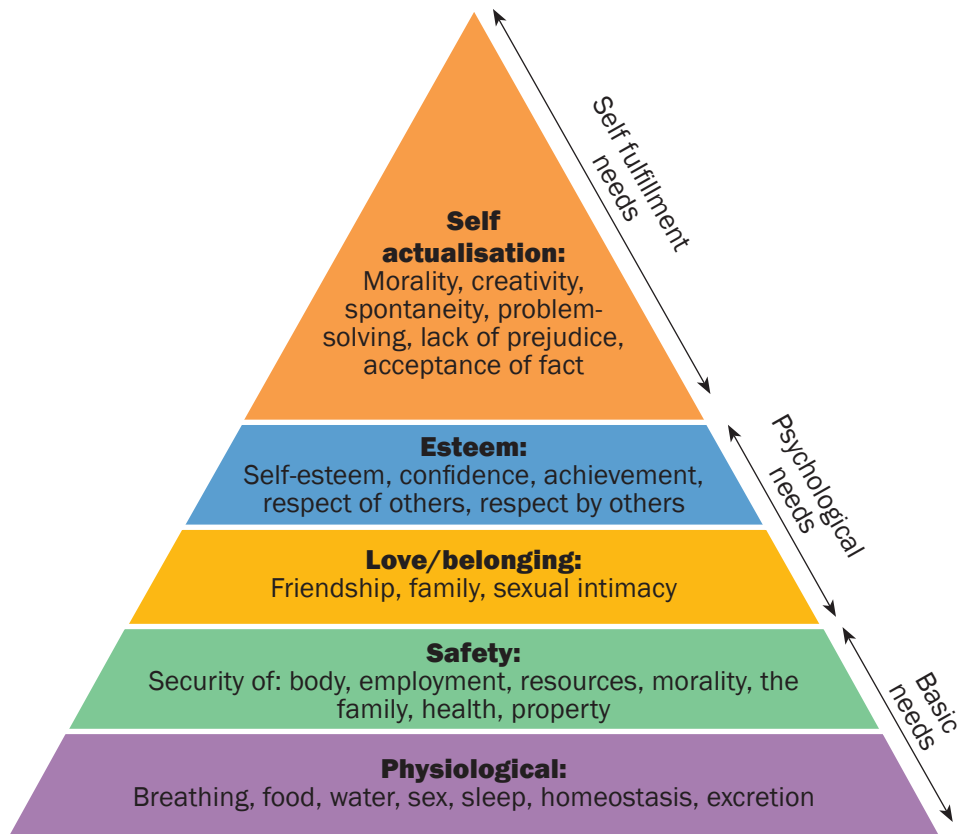 Self fulfillment
needs
Self
actualisation:
Morality, creativity,
spontaneity, problem-
solving, lack of prejudice,
acceptance of fact
Psychological
needs
Esteem:
Self-esteem, confidence, achievement,
respect of others, respect by others
Love/belonging:
Friendship, family, sexual intimacy
Basic
needs
Safety:
Security of: body, employment, resources, morality, the
family, health, property
Physiological:
Breathing, food, water, sex, sleep, homeostasis, excretion